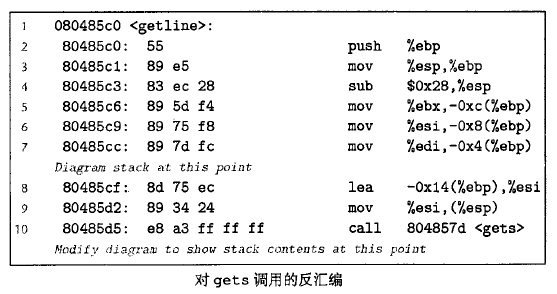 1 080485c0 <getline>:
2 80485c0: 55 push %ebp
3 80485c1: 89 e5 mov %esp,%ebp
4 80485c3: 83 ec 28 sub $0x28,%esp
5 80485c6: 89 5d f4 mov %ebx,-0xc(%ebp)
6 80485c9: 89 75 f8 mov %esi,-0x8(%ebp)
7 80485cc: 89 7d fc mov %edi,-0x4(%ebp)
Diagram stack at this point
8 80485cf: 8d 75 ec lea -0x14(%ebp),%esi
9 80485d2: 89 34 24 mov %esi,(%esp)
10 80485d5: e8 a3 ff ff ff call 804857d <gets>
Modify diagram to show stack contents at this point
对gets调用的反汇编